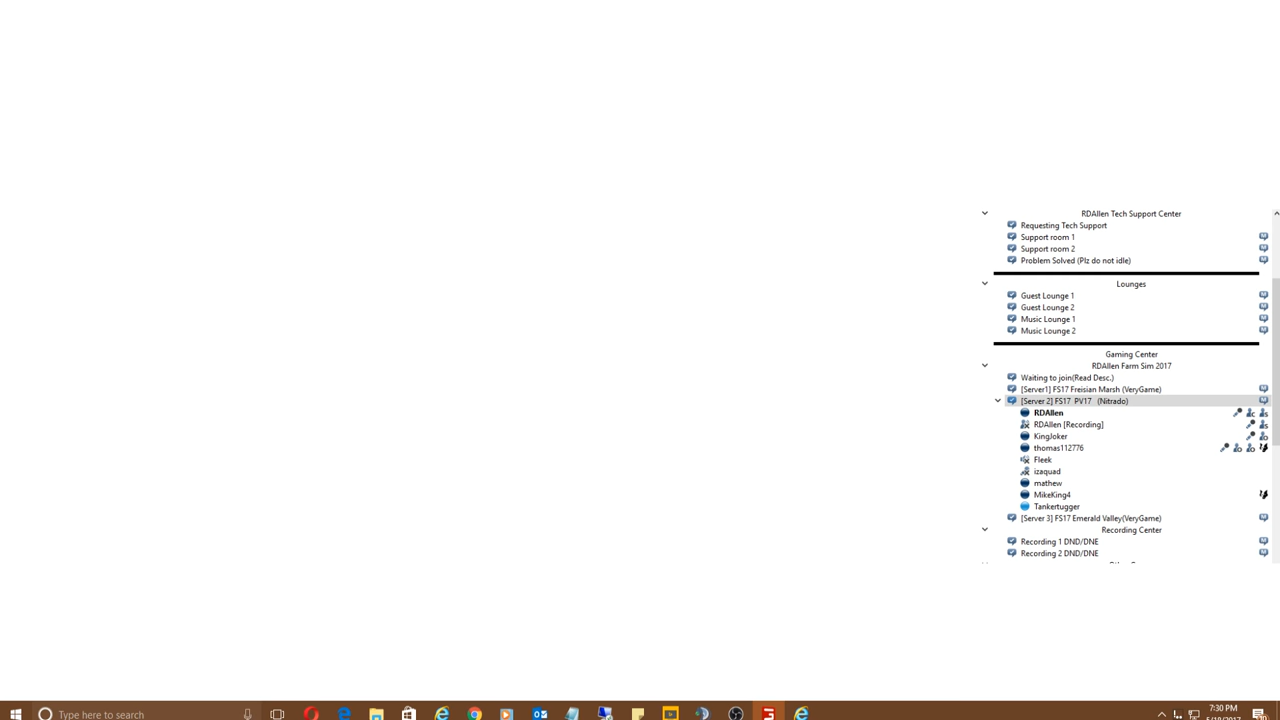 RDAllen Tech Support Center
Requesting Tech Support
Support room 1
Support room 2
Problem Solved (Plz do not idle)
Lounges
Guest Lounge 1
Guest Lounge 2
Music Lounge 1
Music Lounge 2
Gaming Center
RDAllen Farm Sim 2017
Waiting to join(Read Desc.)
[Server1] FS17 Freisian Marsh (VeryGame)
[Server 2] FS17 PV17 (Nitrado)
RDAllen
RDAllen [Recording]
KingJoker
thomas112776
Fleek
izaquad
mathew
MikeKing4
Tankertugger
[Server 3] FS17 Emerald Valley(VeryGame)
Recording Center
Recording 1 DND/DNE
Recording 2 DND/DNE
Type here to search
7:30 PM